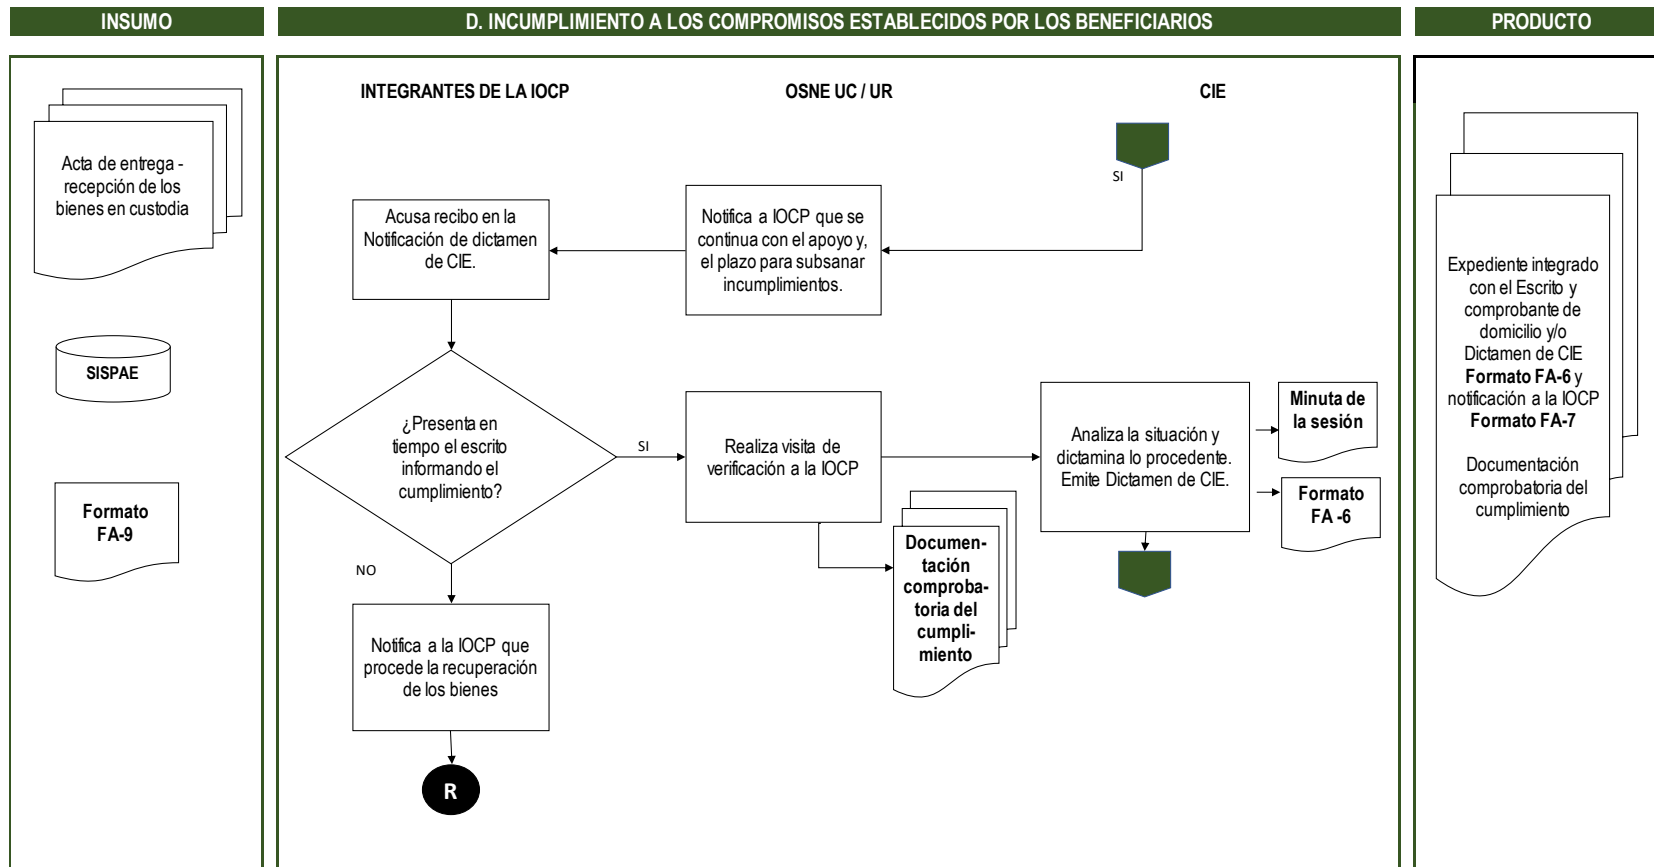 INSUMO
D. INCUMPLIMIENTO A LOS COMPROMISOS ESTABLECIDOS POR LOS BENEFICIARIOS
PRODUCTO
Acta de entrega -
recepción de los
bienes en custodia
SISPAE
Formato
FA-9
INTEGRANTES DE LA IOCP
OSNE UC / UR
CIE
SI
Notifica a IOCP que se
continua con el apoyo y,
el plazo para subsanar
incumplimientos.
Acusa recibo en la
Notificación de dictamen
de CIE.
¿Presenta en
tiempo el escrito
informando el
cumplimiento?
SI
Realiza visita de
verificación a la IOCP
Documen-
tación
comproba-
toria del
cumpli-
miento
Analiza la situación y
dictamina lo procedente.
Emite Dictamen de CIE.
Minuta de
la sesión
Formato
FA -6
NO
Notifica a la IOCP que
procede la recuperación
de los bienes
R
Expediente integrado
con el Escrito y
comprobante de
domicilio y/o
Dictamen de CIE
Formato FA-6 y
notificación a la IOCP
Formato FA-7
Documentación
comprobatoria del
cumplimiento